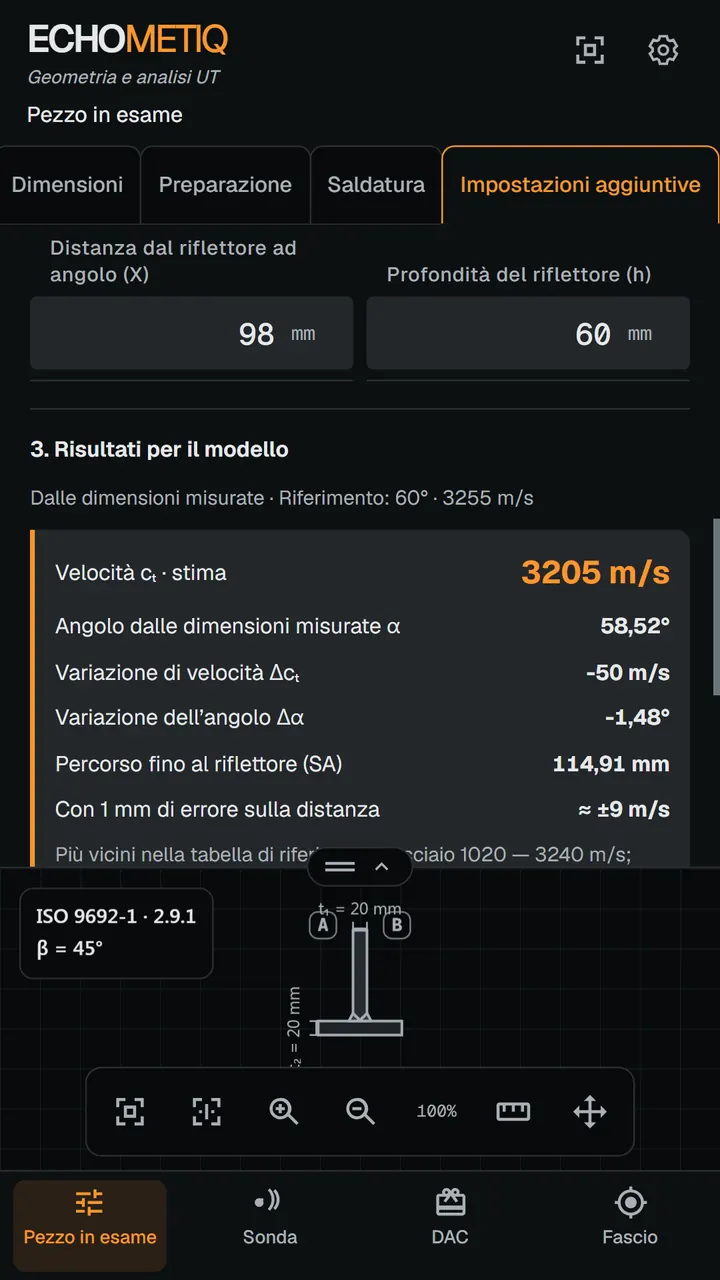 ECHOMETIQ
Geometria e analisi UT
Pezzo in esame
Dimensioni Preparazione Saldatura Impostazioni aggiuntive
Distanza dal riflettore ad
angolo (X)
Profondità del riflettore (h)
98 mm
60 mm
3. Risultati per il modello
Dalle dimensioni misurate · Riferimento: 60° · 3255 m/s
Velocità cₜ · stima 3205 m/s
Angolo dalle dimensioni misurate α 58,52°
Variazione di velocità Δcₜ -50 m/s
Variazione dell’angolo Δα -1,48°
Percorso fino al riflettore (SA) 114,91 mm
Con 1 mm di errore sulla distanza ≈ ±9 m/s
Più vicini nella tabella di 1020 — 3240 m/s;
ISO 9692-1 · 2.9.1
β = 45°
t₁ = 20 mm
A B
= 20 mm
100%
Pezzo in esame Sonda DAC Fascio